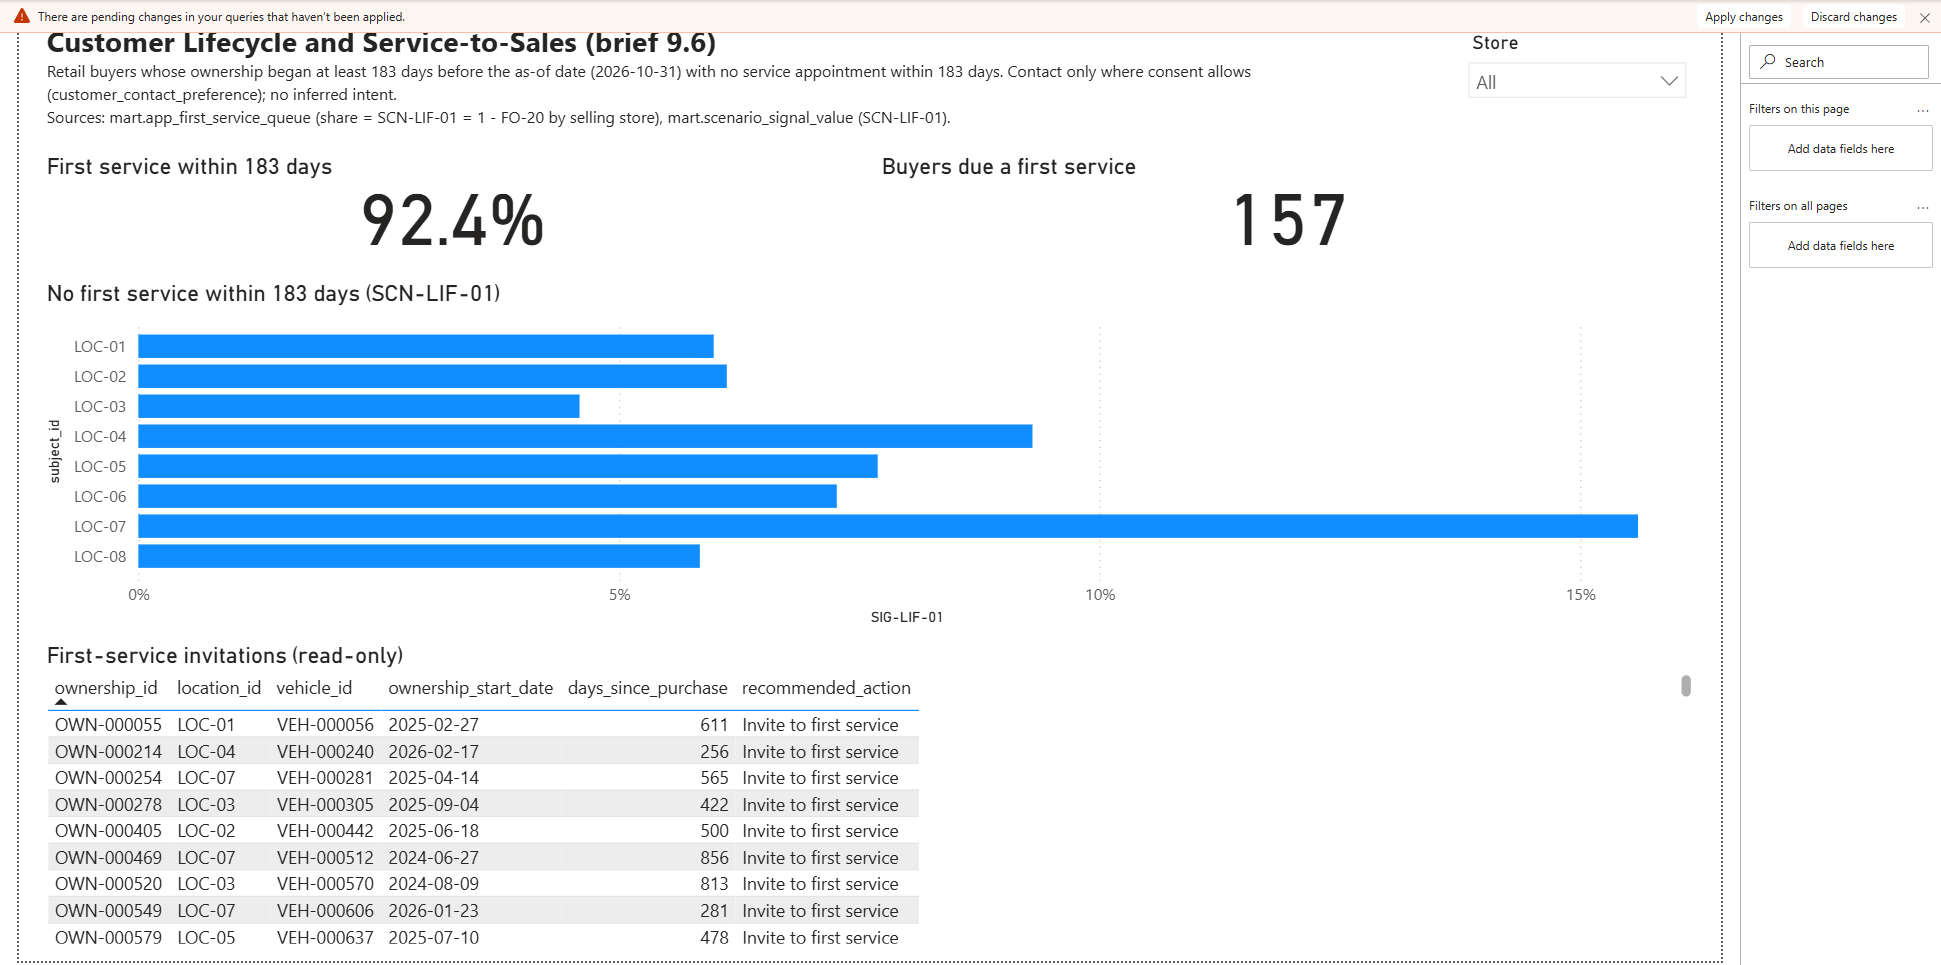 There are pending changes in your queries that haven't been applied.
Apply changes
Discard changes
Customer Lifecycle and Service-to-Sales (brief 9.6)
Retail buyers whose ownership began at least 183 days before the as-of date (2026-10-31) with no service appointment within 183 days. Contact only where consent allows
(customer_contact_preference); no inferred intent.
Sources: mart.app_first_service_queue (share = SCN-LIF-01 = 1 - FO-20 by selling store), mart.scenario_signal_value (SCN-LIF-01).
Store
All
Search
Filters on this page
...
Add data fields here
Filters on all pages
...
Add data fields here
First service within 183 days
92.4%
Buyers due a first service
157
No first service within 183 days (SCN-LIF-01)
subject_id
LOC-01
LOC-02
LOC-03
LOC-04
LOC-05
LOC-06
LOC-07
LOC-08
0% 5% 10% 15%
SIG-LIF-01
First-service invitations (read-only)
ownership_id location_id vehicle_id ownership_start_date days_since_purchase recommended_action
OWN-000055 LOC-01 VEH-000056 2025-02-27 611 Invite to first service
OWN-000214 LOC-04 VEH-000240 2026-02-17 256 Invite to first service
OWN-000254 LOC-07 VEH-000281 2025-04-14 565 Invite to first service
OWN-000278 LOC-03 VEH-000305 2025-09-04 422 Invite to first service
OWN-000405 LOC-02 VEH-000442 2025-06-18 500 Invite to first service
OWN-000469 LOC-07 VEH-000512 2024-06-27 856 Invite to first service
OWN-000520 LOC-03 VEH-000570 2024-08-09 813 Invite to first service
OWN-000549 LOC-07 VEH-000606 2026-01-23 281 Invite to first service
OWN-000579 LOC-05 VEH-000637 2025-07-10 478 Invite to first service